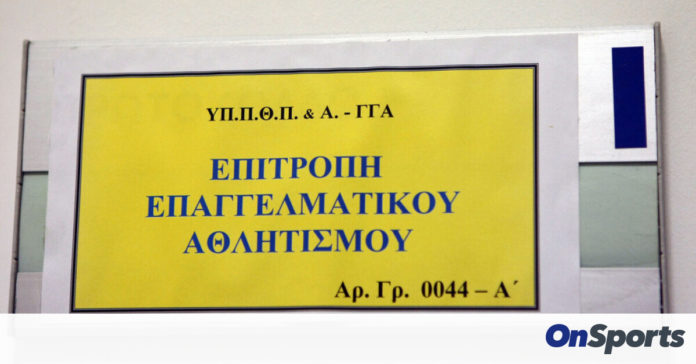 ΥΠ.Π.Θ.Π. & Α. - ΓΓΑ
ΕΠΙΤΡΟΠΗ
ΕΠΑΓΓΕΛΜΑΤΙΚΟΥ
ΑΘΛΗΤΙΣΜΟΥ
Αρ. Γρ. 0044 – Α΄
OnSports